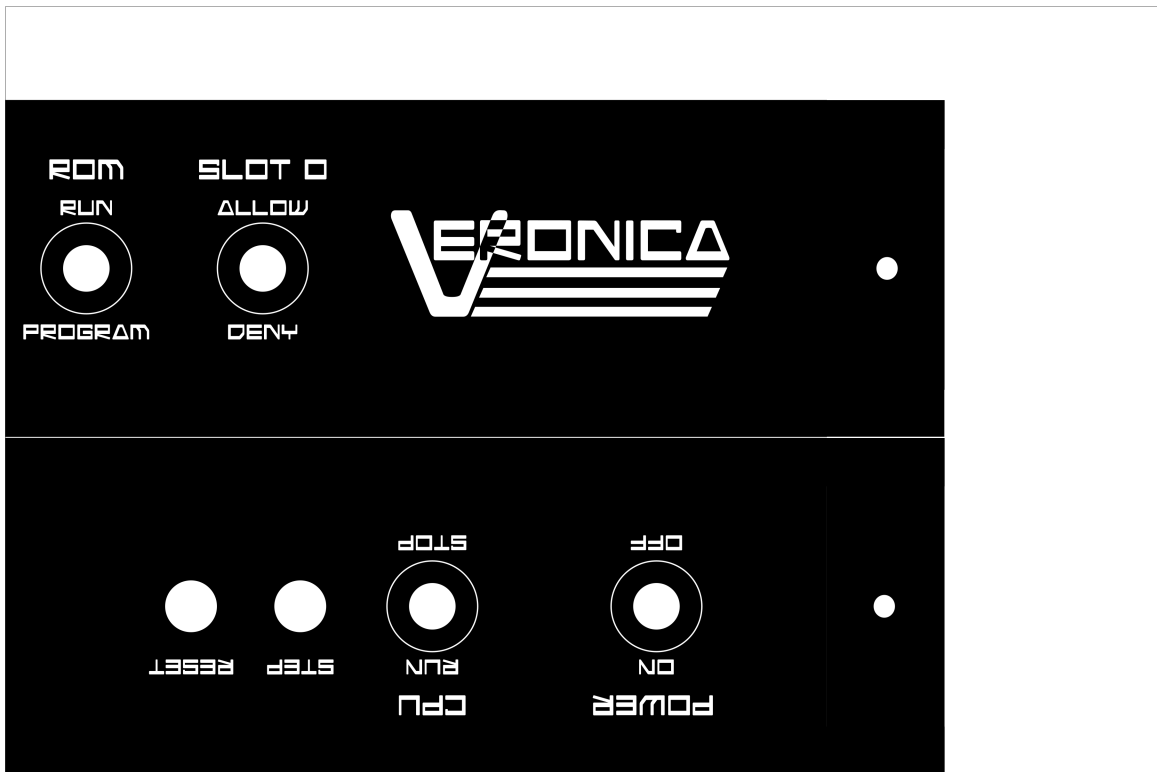 ROM
SLOT 0
RUN
ALLOW
VERONICA
PROGRAM
DENY
POWER
CPU
ON
RUN
STEP
RESET
OFF
STOP